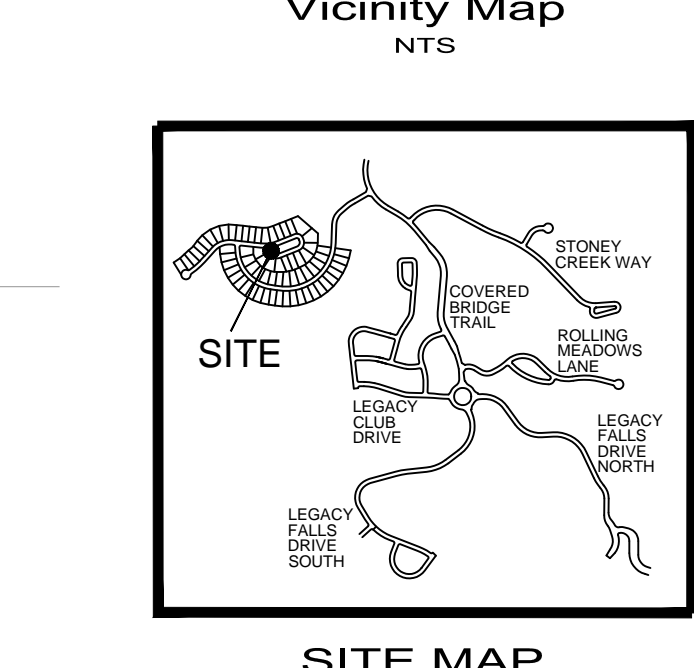 Vicinity Map
NTS
STONEY
CREEK WAY
COVERED
BRIDGE
TRAIL
SITE
ROLLING
MEADOWS
LANE
LEGACY
CLUB
DRIVE
LEGACY
FALLS
DRIVE
NORTH
LEGACY
FALLS
DRIVE
SOUTH
SITE MAP